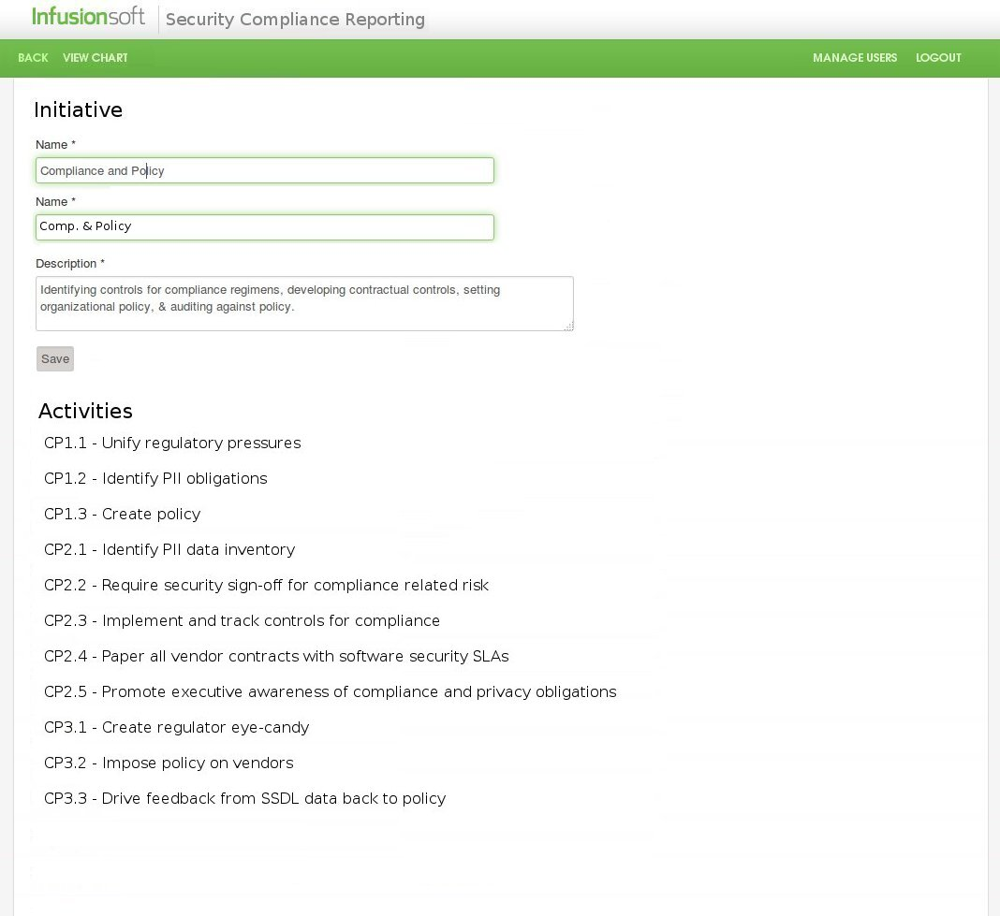 Infusionsoft Security Compliance Reporting
BACK VIEW CHART MANAGE USERS LOGOUT
Initiative
Name *
Compliance and Policy
Name *
Comp. & Policy
Description *
Identifying controls for compliance regimens, developing contractual controls, setting
organizational policy, & auditing against policy.
Save
Activities
CP1.1 - Unify regulatory pressures
CP1.2 - Identify PII obligations
CP1.3 - Create policy
CP2.1 - Identify PII data inventory
CP2.2 - Require security sign-off for compliance related risk
CP2.3 - Implement and track controls for compliance
CP2.4 - Paper all vendor contracts with software security SLAs
CP2.5 - Promote executive awareness of compliance and privacy obligations
CP3.1 - Create regulator eye-candy
CP3.2 - Impose policy on vendors
CP3.3 - Drive feedback from SSDL data back to policy